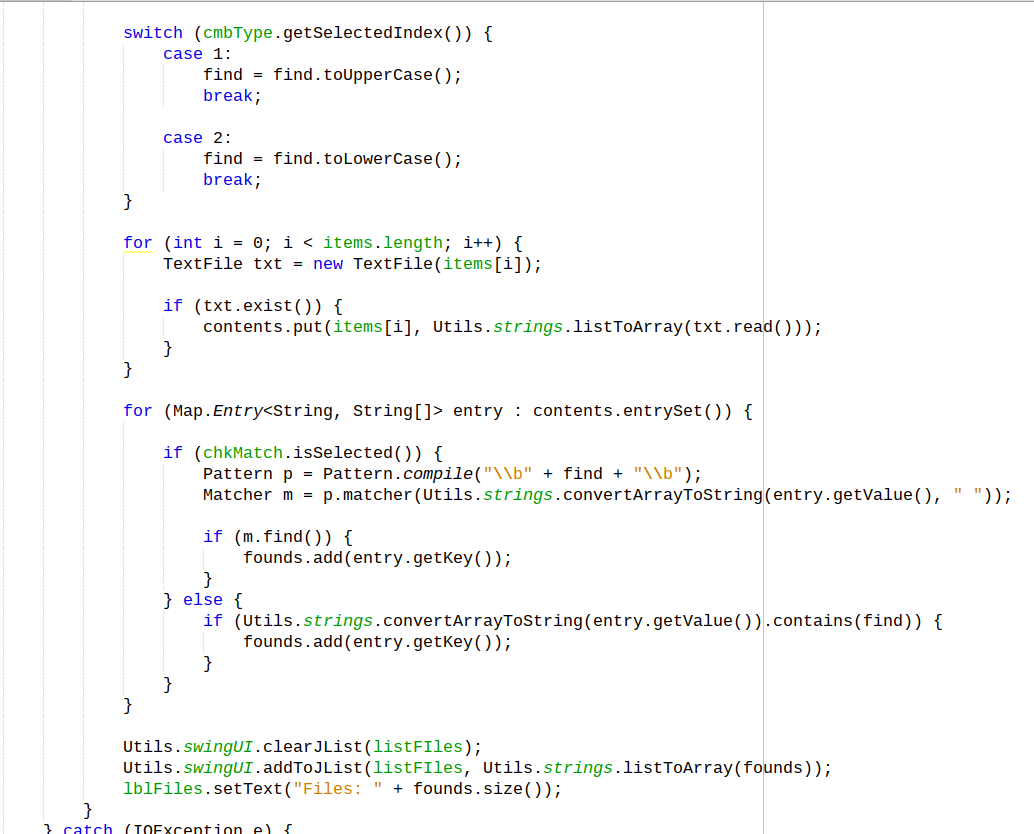 switch (cmbType.getSelectedIndex()) {
case 1:
find = find.toUpperCase();
break;
case 2:
find = find.toLowerCase();
break;
}
for (int i = 0; i < items.length; i++) {
TextFile txt = new TextFile(items[i]);
if (txt.exist()) {
contents.put(items[i], Utils.strings.listToArray(txt.read()));
}
}
for (Map.Entry<String, String[]> entry : contents.entrySet()) {
if (chkMatch.isSelected()) {
Pattern p = Pattern.compile("\\b" + find + "\\b");
Matcher m = p.matcher(Utils.strings.convertArrayToString(entry.getValue(), " "));
if (m.find()) {
founds.add(entry.getKey());
}
} else {
if (Utils.strings.convertArrayToString(entry.getValue()).contains(find)) {
founds.add(entry.getKey());
}
}
}
Utils.swingUI.clearJList(listFIles);
Utils.swingUI.addToJList(listFIles, Utils.strings.listToArray(founds));
lblFiles.setText("Files: " + founds.size());
}
} catch (IOException e) {